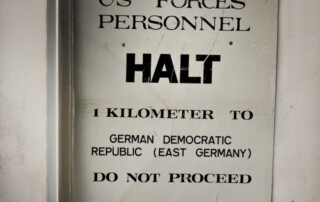 US FORCES
PERSONNEL
HALT
1 KILOMETER TO
GERMAN DEMOCRATIC
REPUBLIC (EAST GERMANY)
DO NOT PROCEED